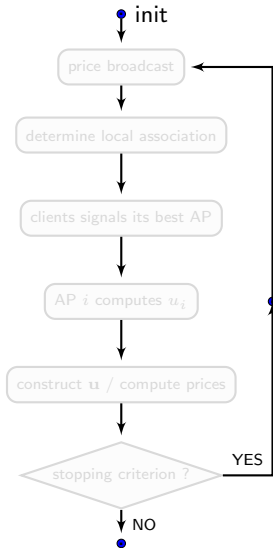 init
price broadcast
determine local association
clients signals its best AP
AP i computes u_i
construct u / compute prices
stopping criterion ?
YES
NO